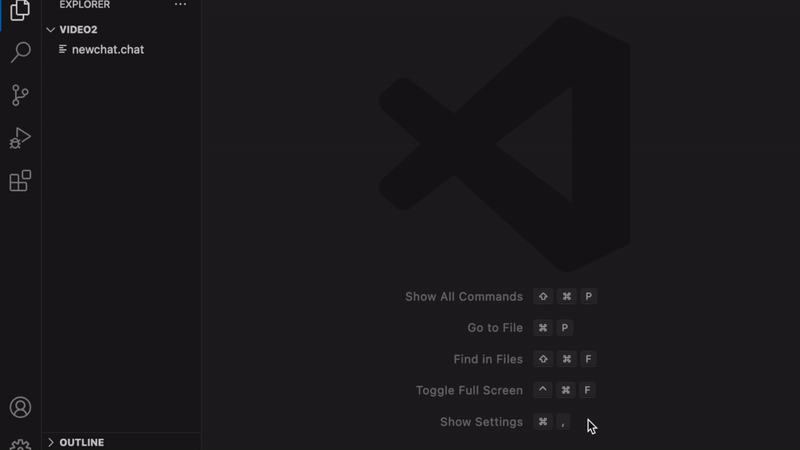 EXPLORER ···
VIDEO2
newchat.chat
Show All Commands ⇧ ⌘ P
Go to File ⌘ P
Find in Files ⇧ ⌘ F
Toggle Full Screen ^ ⌘ F
Show Settings ⌘ ,
OUTLINE